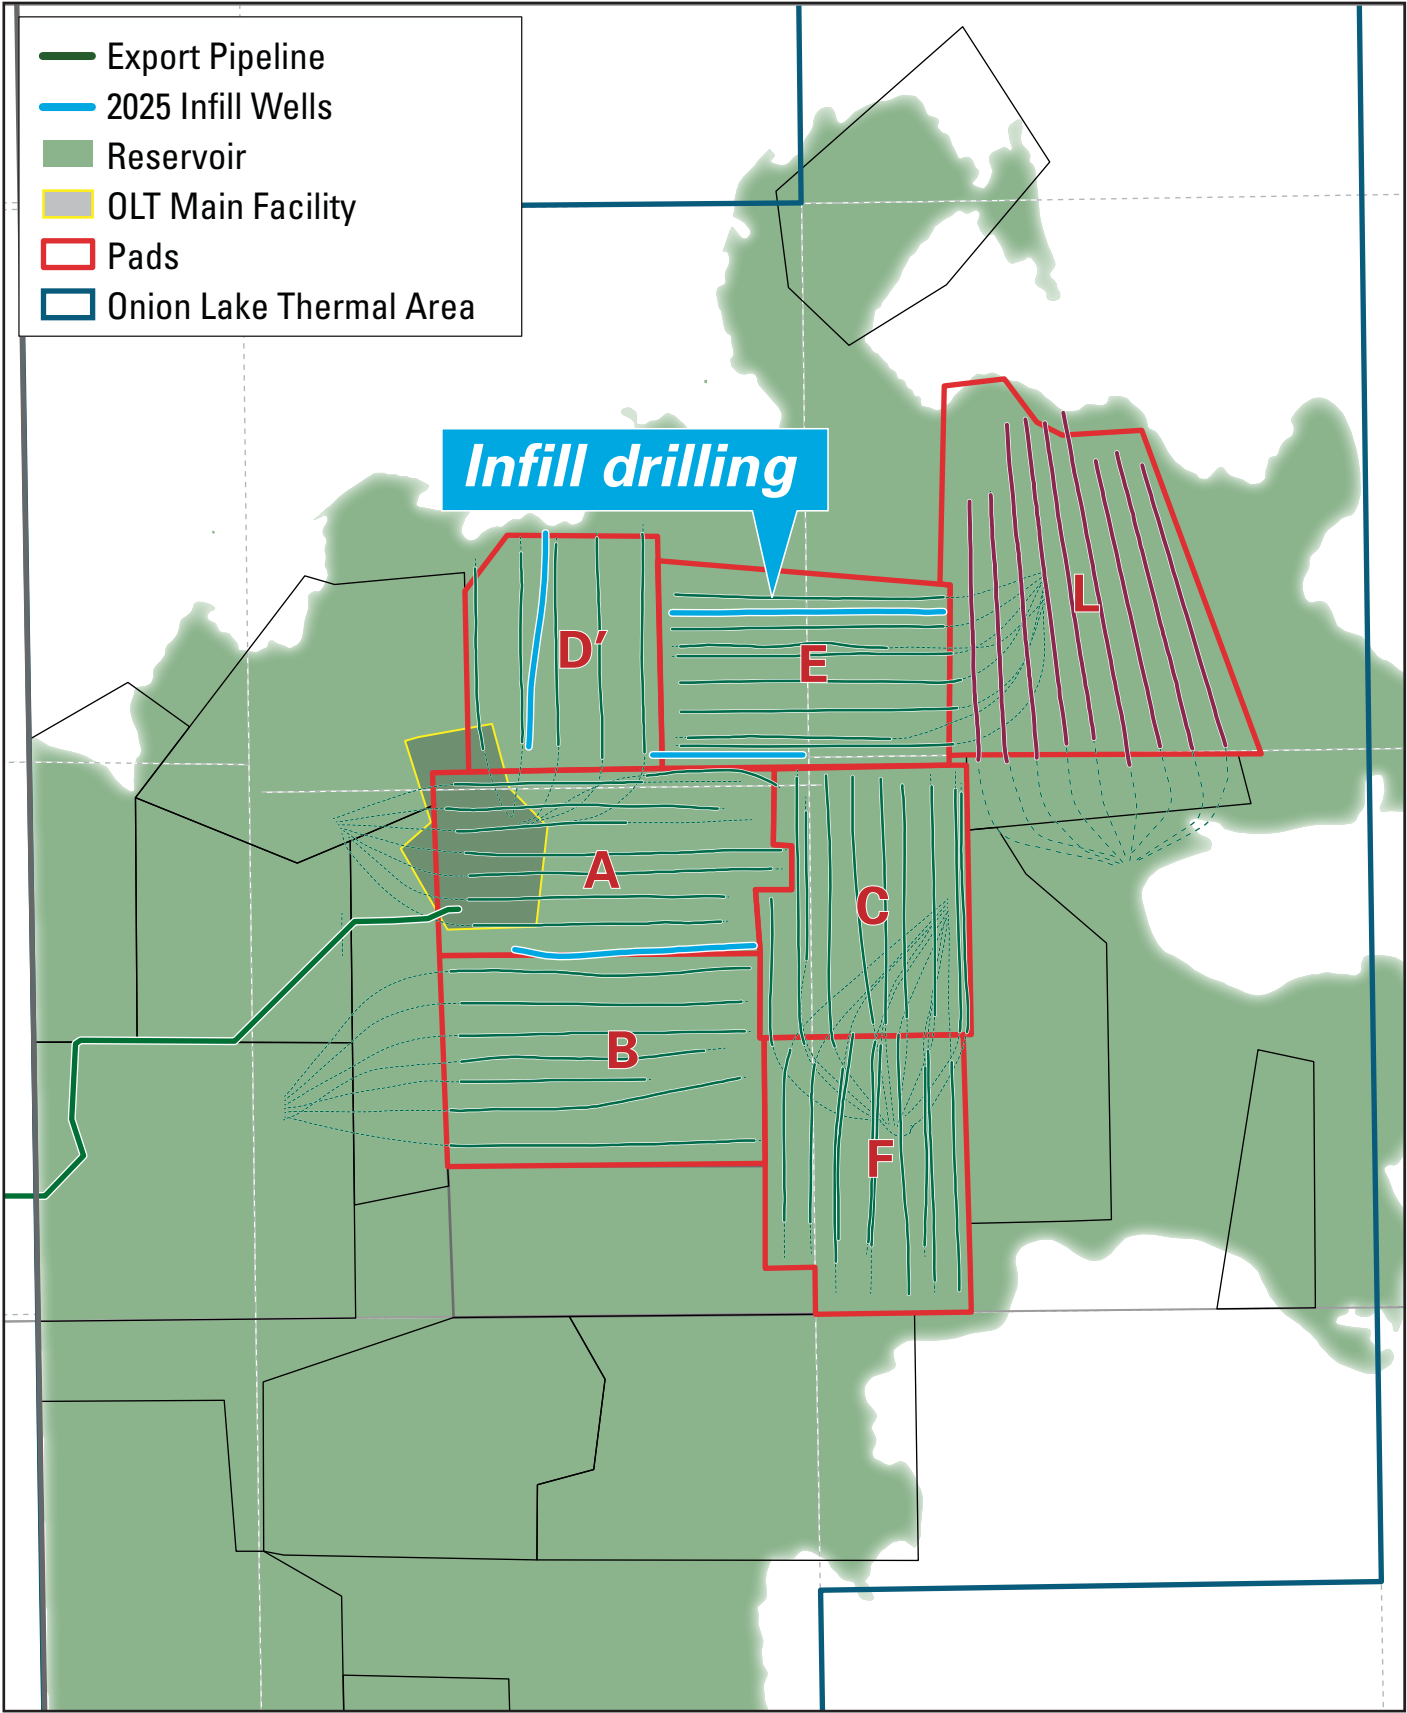 Export Pipeline
2025 Infill Wells
Reservoir
OLT Main Facility
Pads
Onion Lake Thermal Area
Infill drilling
L
D′
E
A
C
B
F